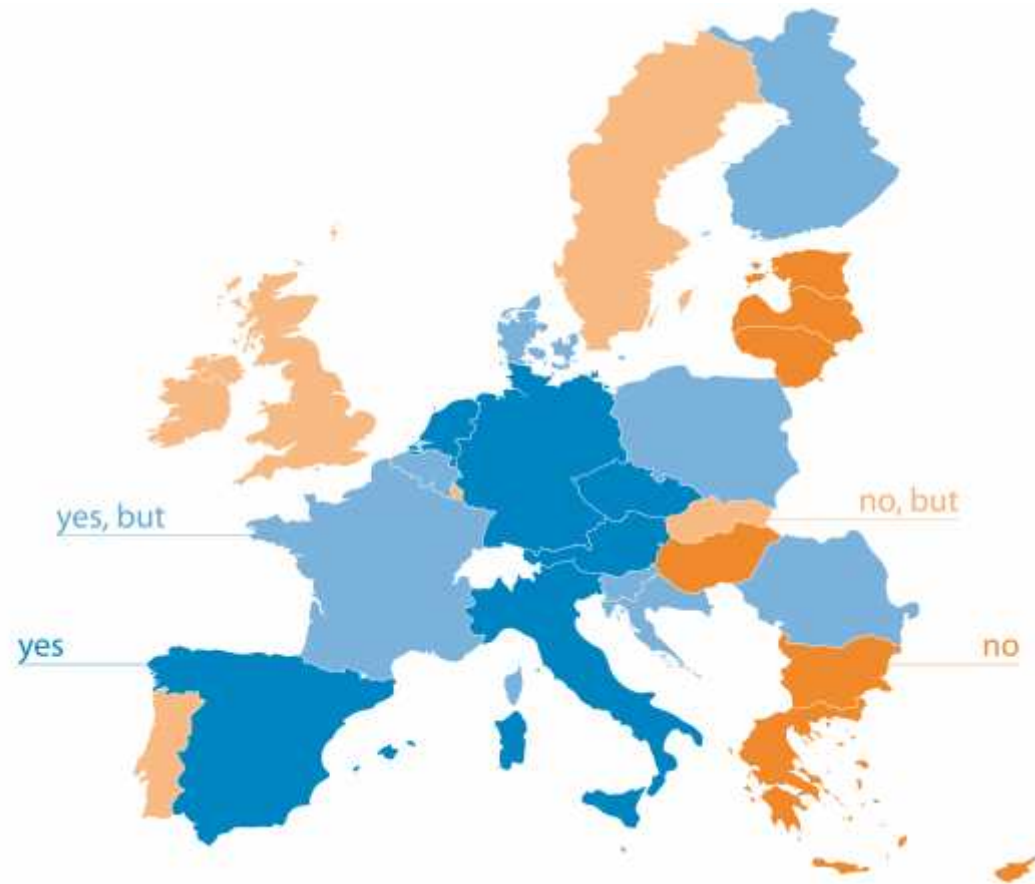 yes, but
no, but
yes
no